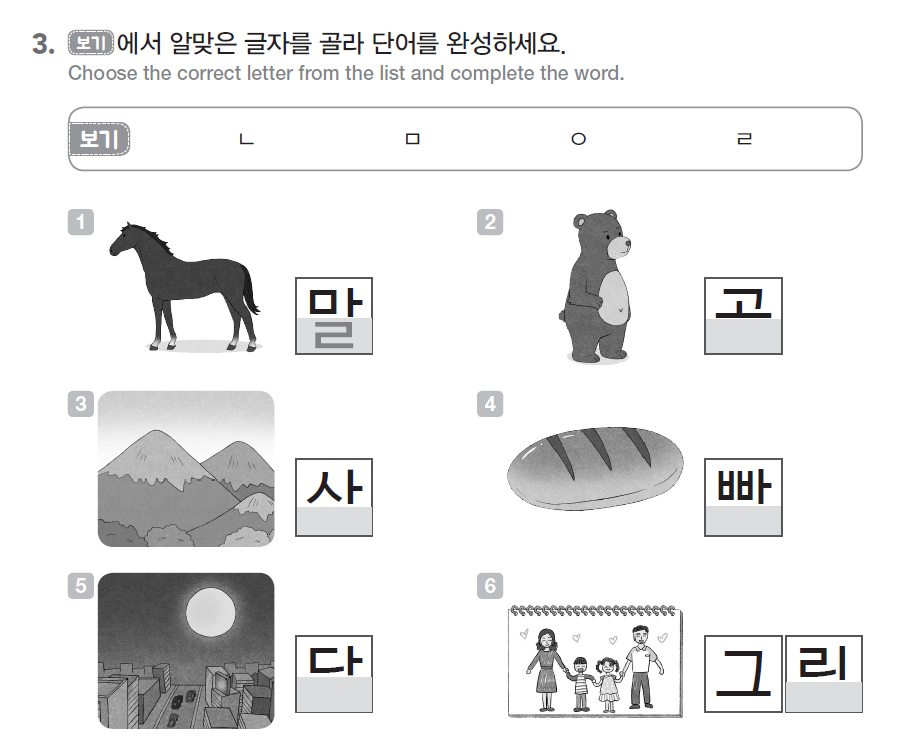 3. 보기 에서 알맞은 글자를 골라 단어를 완성하세요.
Choose the correct letter from the list and complete the word.
보기 ㄴ ㅁ ㅇ ㄹ
1 말
2 고
3 사
4 빠
5 다
6 그 리